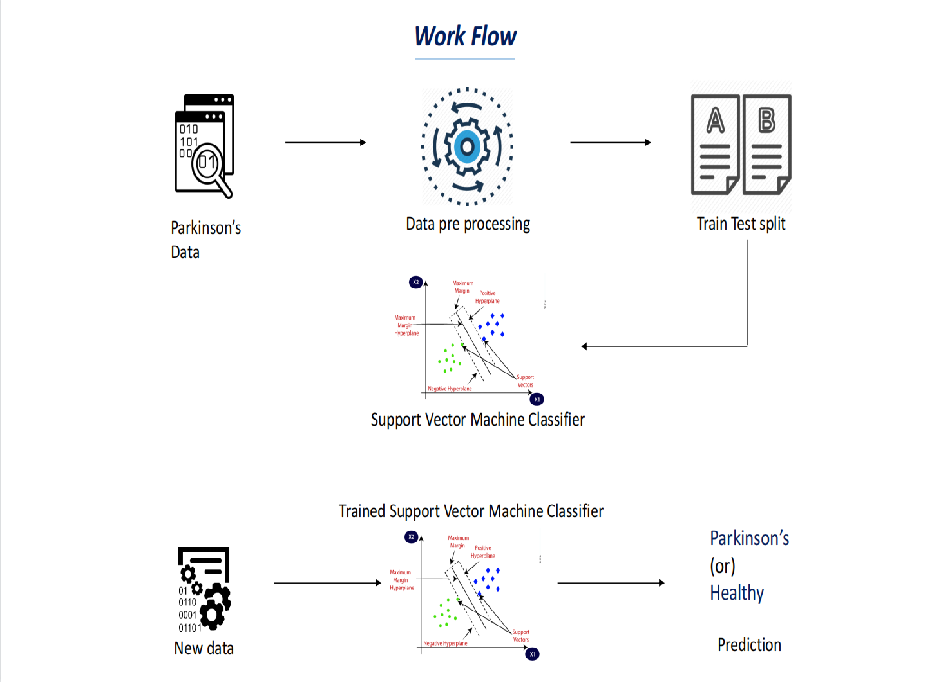 Work Flow
010
101
00
01
A
B
Parkinson's
Data
Data pre processing
Train Test split
X2
Maximum
Margin
Positive
Hyperplane
Maximum
Margin
Hyperplane
Support
Vectors
Negative Hyperplane
X1
Support Vector Machine Classifier
Trained Support Vector Machine Classifier
X2
Maximum
Margin
Positive
Hyperplane
Maximum
Margin
Hyperplane
Support
Vectors
Negative Hyperplane
X1
01
0110
0001
01101
New data
Parkinson's
(or)
Healthy
Prediction